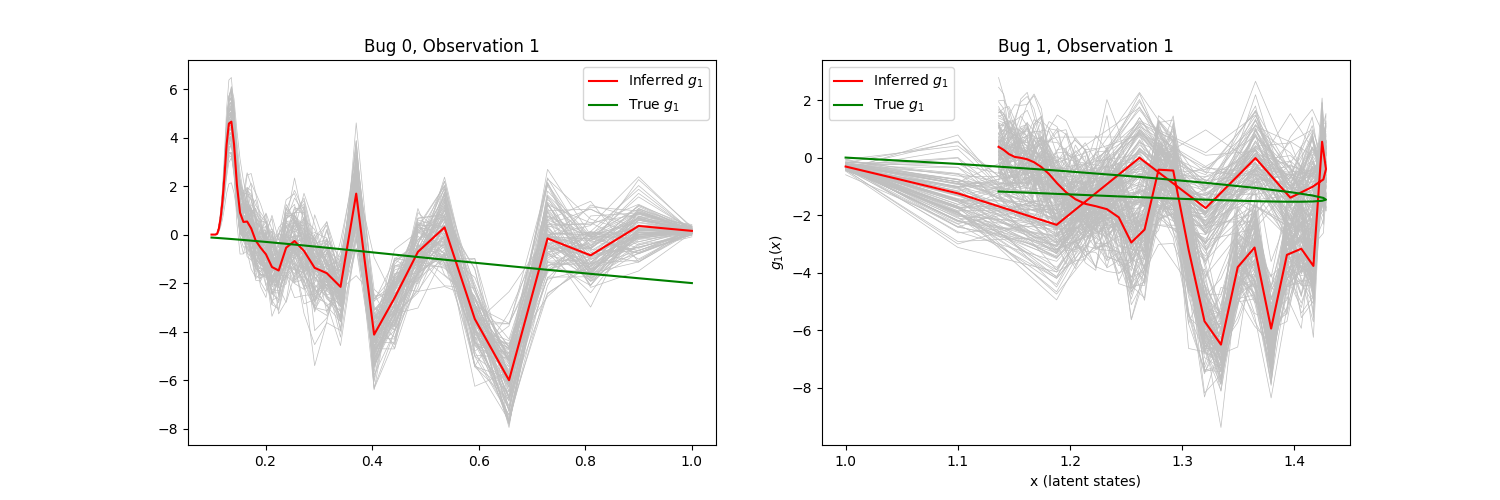 Bug 0, Observation 1
Inferred g₁
True g₁
6
4
2
0
−2
−4
−6
−8
0.2 0.4 0.6 0.8 1.0
Bug 1, Observation 1
Inferred g₁
True g₁
g₁(x)
2
0
−2
−4
−6
−8
1.0 1.1 1.2 1.3 1.4
x (latent states)